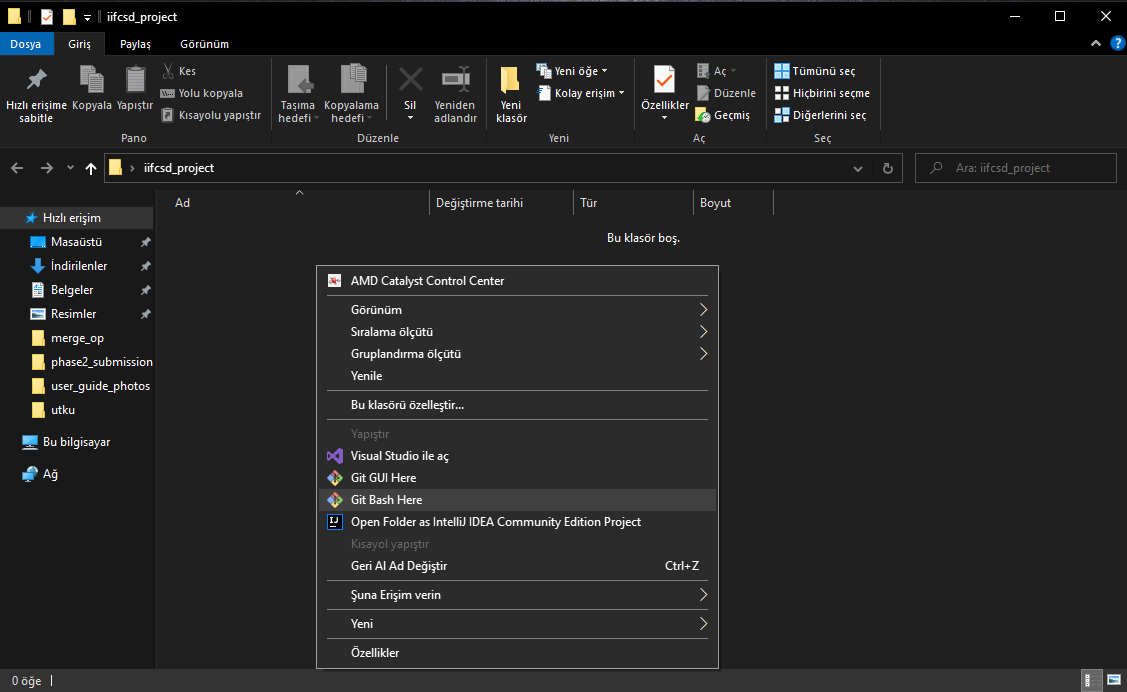 iifcsd_project
Dosya Giriş Paylaş Görünüm
Hızlı erişime sabitle
Kopyala
Yapıştır
Kes
Yolu kopyala
Kısayolu yapıştır
Pano
Taşıma hedefi
Kopyalama hedefi
Sil
Yeniden adlandır
Düzenle
Yeni klasör
Yeni öğe
Kolay erişim
Yeni
Özellikler
Aç
Düzenle
Geçmiş
Aç
Tümünü seç
Hiçbirini seçme
Diğerlerini seç
Seç
iifcsd_project
Ara: iifcsd_project
Hızlı erişim
Masaüstü
İndirilenler
Belgeler
Resimler
merge_op
phase2_submission
user_guide_photos
utku
Bu bilgisayar
Ağ
Ad Değiştirme tarihi Tür Boyut
Bu klasör boş.
AMD Catalyst Control Center
Görünüm
Sıralama ölçütü
Gruplandırma ölçütü
Yenile
Bu klasörü özelleştir...
Yapıştır
Visual Studio ile aç
Git GUI Here
Git Bash Here
IJ Open Folder as IntelliJ IDEA Community Edition Project
Kısayol yapıştır
Geri Al Ad Değiştir Ctrl+Z
Şuna Erişim verin
Yeni
Özellikler
0 öğe